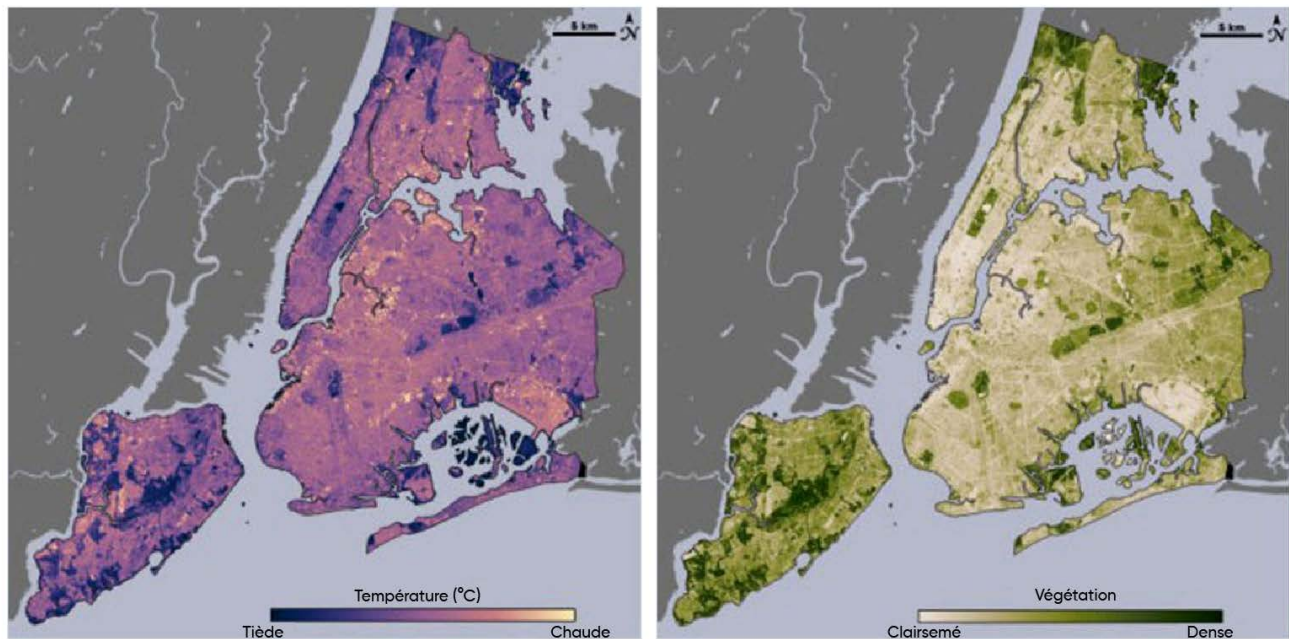 5 km
N
5 km
N
Température (°C)
Tiède
Chaude
Végétation
Clairsemé
Dense